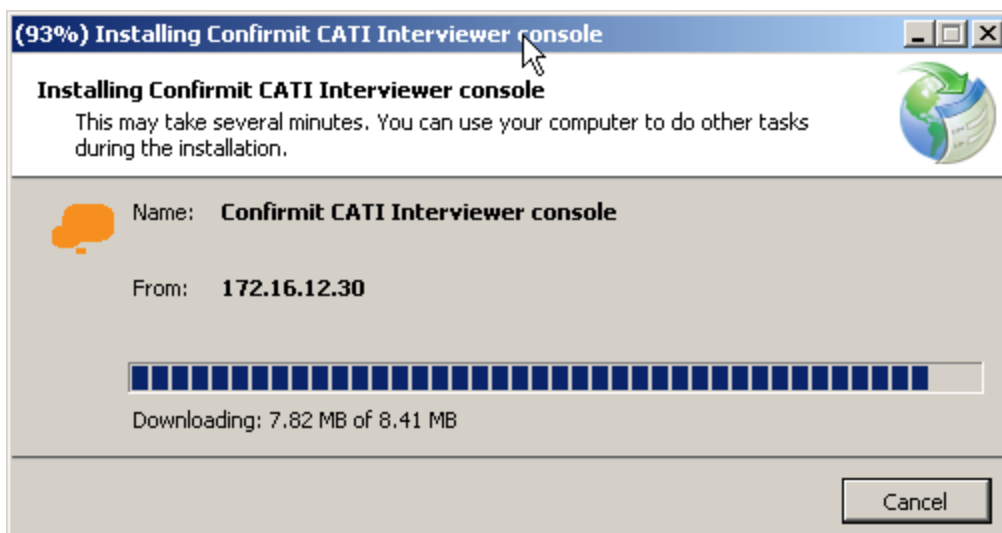 (93%) Installing Confirmit CATI Interviewer console
Installing Confirmit CATI Interviewer console
This may take several minutes. You can use your computer to do other tasks
during the installation.
Name: Confirmit CATI Interviewer console
From: 172.16.12.30
Downloading: 7.82 MB of 8.41 MB
Cancel